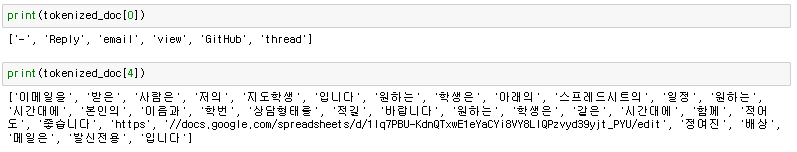 print(tokenized_doc[0])
['-', 'Reply', 'email', 'view', 'GitHub', 'thread']
print(tokenized_doc[4])
['이메일을', '받은', '사람은', '저의', '지도학생', '입니다', '원하는', '학생은', '아래의', '스프레드시트의', '일정', '원하는',
'시간대에', '본인의', '이름과', '학번', '상담형태를', '적길', '바랍니다', '원하는', '학생은', '같은', '시간대에', '함께', '적어
도', '좋습니다', 'https', '//docs.google.com/spreadsheets/d/1Iq7PBU-KdnQTxwE1eYaCYi8VY8LIQPzvyd39yjt_PYU/edit', '정여진', '배상',
'메일은', '발신전용', '입니다']